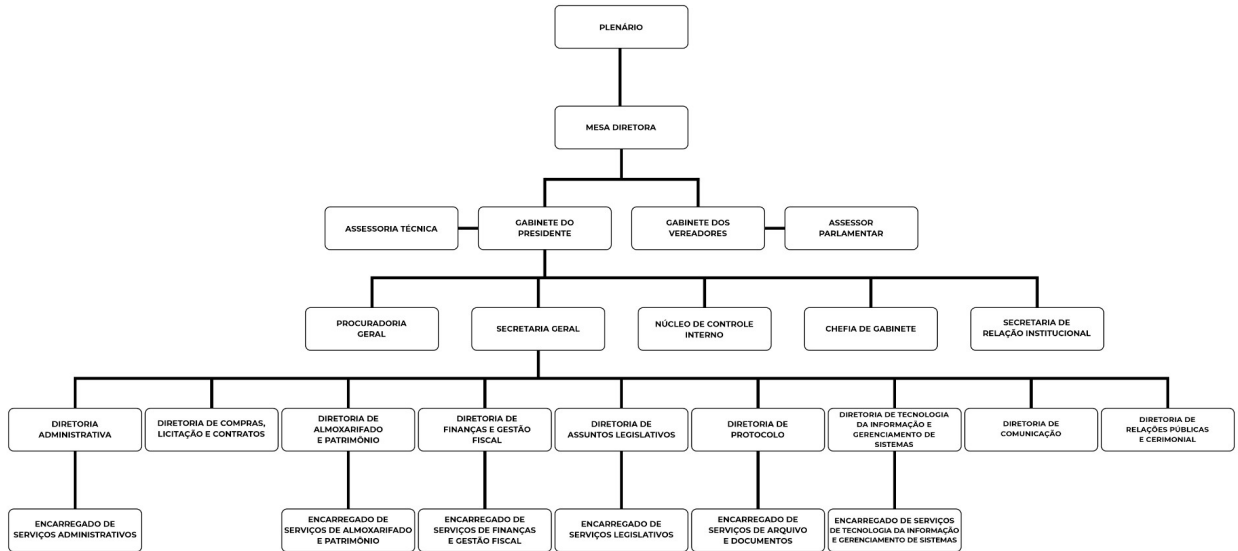 PLENÁRIO
MESA DIRETORA
ASSESSORIA TÉCNICA
GABINETE DO
PRESIDENTE
GABINETE DOS
VEREADORES
ASSESSOR
PARLAMENTAR
PROCURADORIA
GERAL
SECRETARIA GERAL
NÚCLEO DE CONTROLE
INTERNO
CHEFIA DE GABINETE
SECRETARIA DE
RELAÇÃO INSTITUCIONAL
DIRETORIA
ADMINISTRATIVA
DIRETORIA DE COMPRAS,
LICITAÇÃO E CONTRATOS
DIRETORIA DE
ALMOXARIFADO
E PATRIMÔNIO
DIRETORIA DE
FINANÇAS E GESTÃO
FISCAL
DIRETORIA DE
ASSUNTOS LEGISLATIVOS
DIRETORIA DE
PROTOCOLO
DIRETORIA DE TECNOLOGIA
DA INFORMAÇÃO E
GERENCIAMENTO DE
SISTEMAS
DIRETORIA DE
COMUNICAÇÃO
DIRETORIA DE
RELAÇÕES PÚBLICAS
E CERIMONIAL
ENCARREGADO DE
SERVIÇOS ADMINISTRATIVOS
ENCARREGADO DE
SERVIÇOS DE ALMOXARIFADO
E PATRIMÔNIO
ENCARREGADO DE
SERVIÇOS DE FINANÇAS
E GESTÃO FISCAL
ENCARREGADO DE
SERVIÇOS LEGISLATIVOS
ENCARREGADO DE
SERVIÇOS DE ARQUIVO
E DOCUMENTOS
ENCARREGADO DE SERVIÇOS
DE TECNOLOGIA DA INFORMAÇÃO
E GERENCIAMENTO DE SISTEMAS